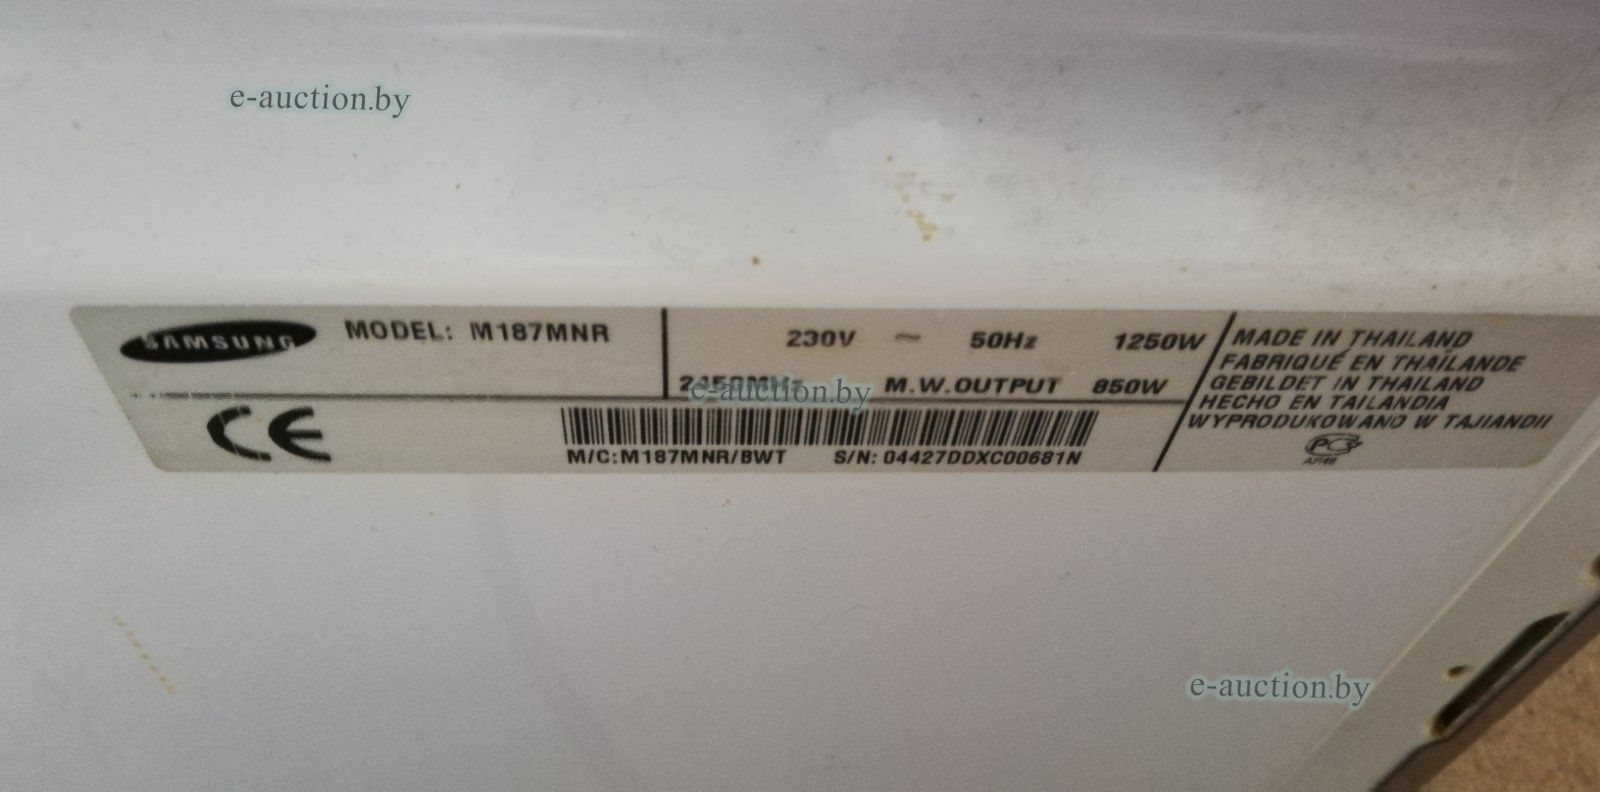 e-auction.by
SAMSUNG MODEL: M187MNR
230V ~ 50Hz 1250W
2450MHz M.W.OUTPUT 850W
e-auction.by
CE
M/C:M187MNR/BWT S/N: 04427DDXC00681N
MADE IN THAILAND
FABRIQUÉ EN THAÏLANDE
GEBILDET IN THAILAND
HECHO EN TAILANDIA
WYPRODUKOWANO W TAJIANDII
e-auction.by